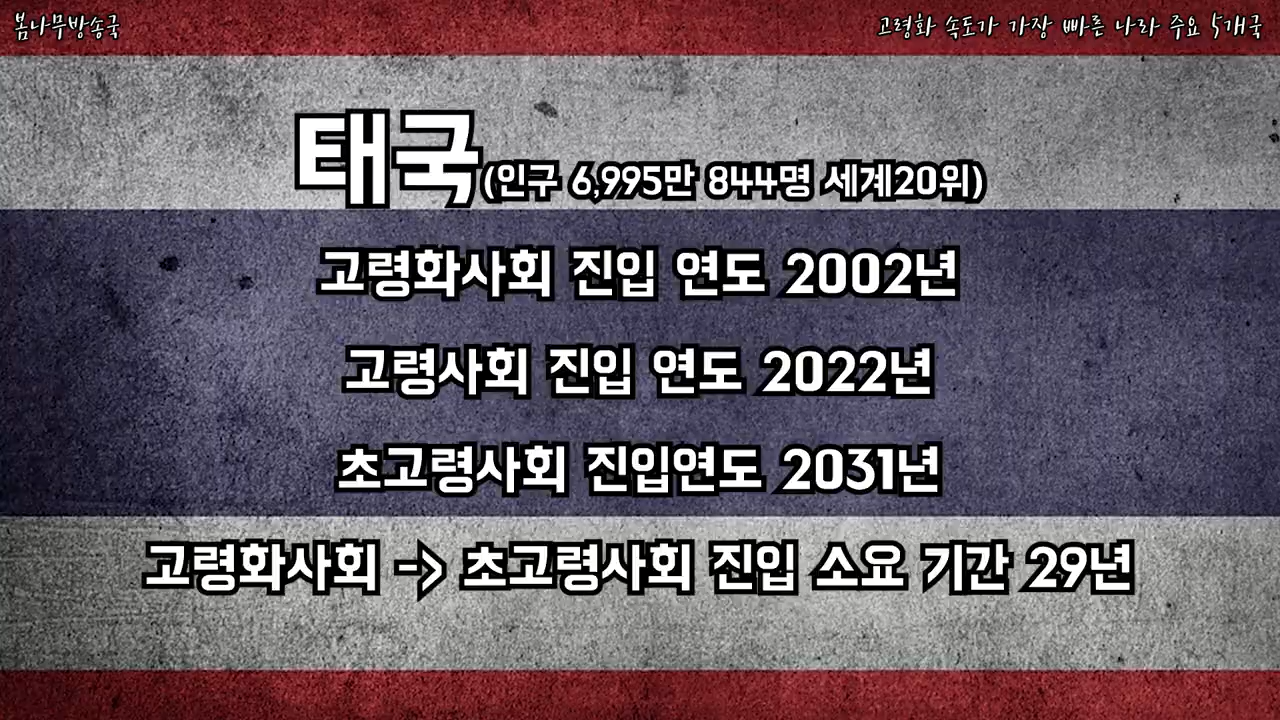 봄나무방송국
고령화 속도가 가장 빠른 나라 주요 5개국
태국(인구 6,995만 844명 세계20위)
고령화사회 진입 연도 2002년
고령사회 진입 연도 2022년
초고령사회 진입연도 2031년
고령화사회 -> 초고령사회 진입 소요 기간 29년